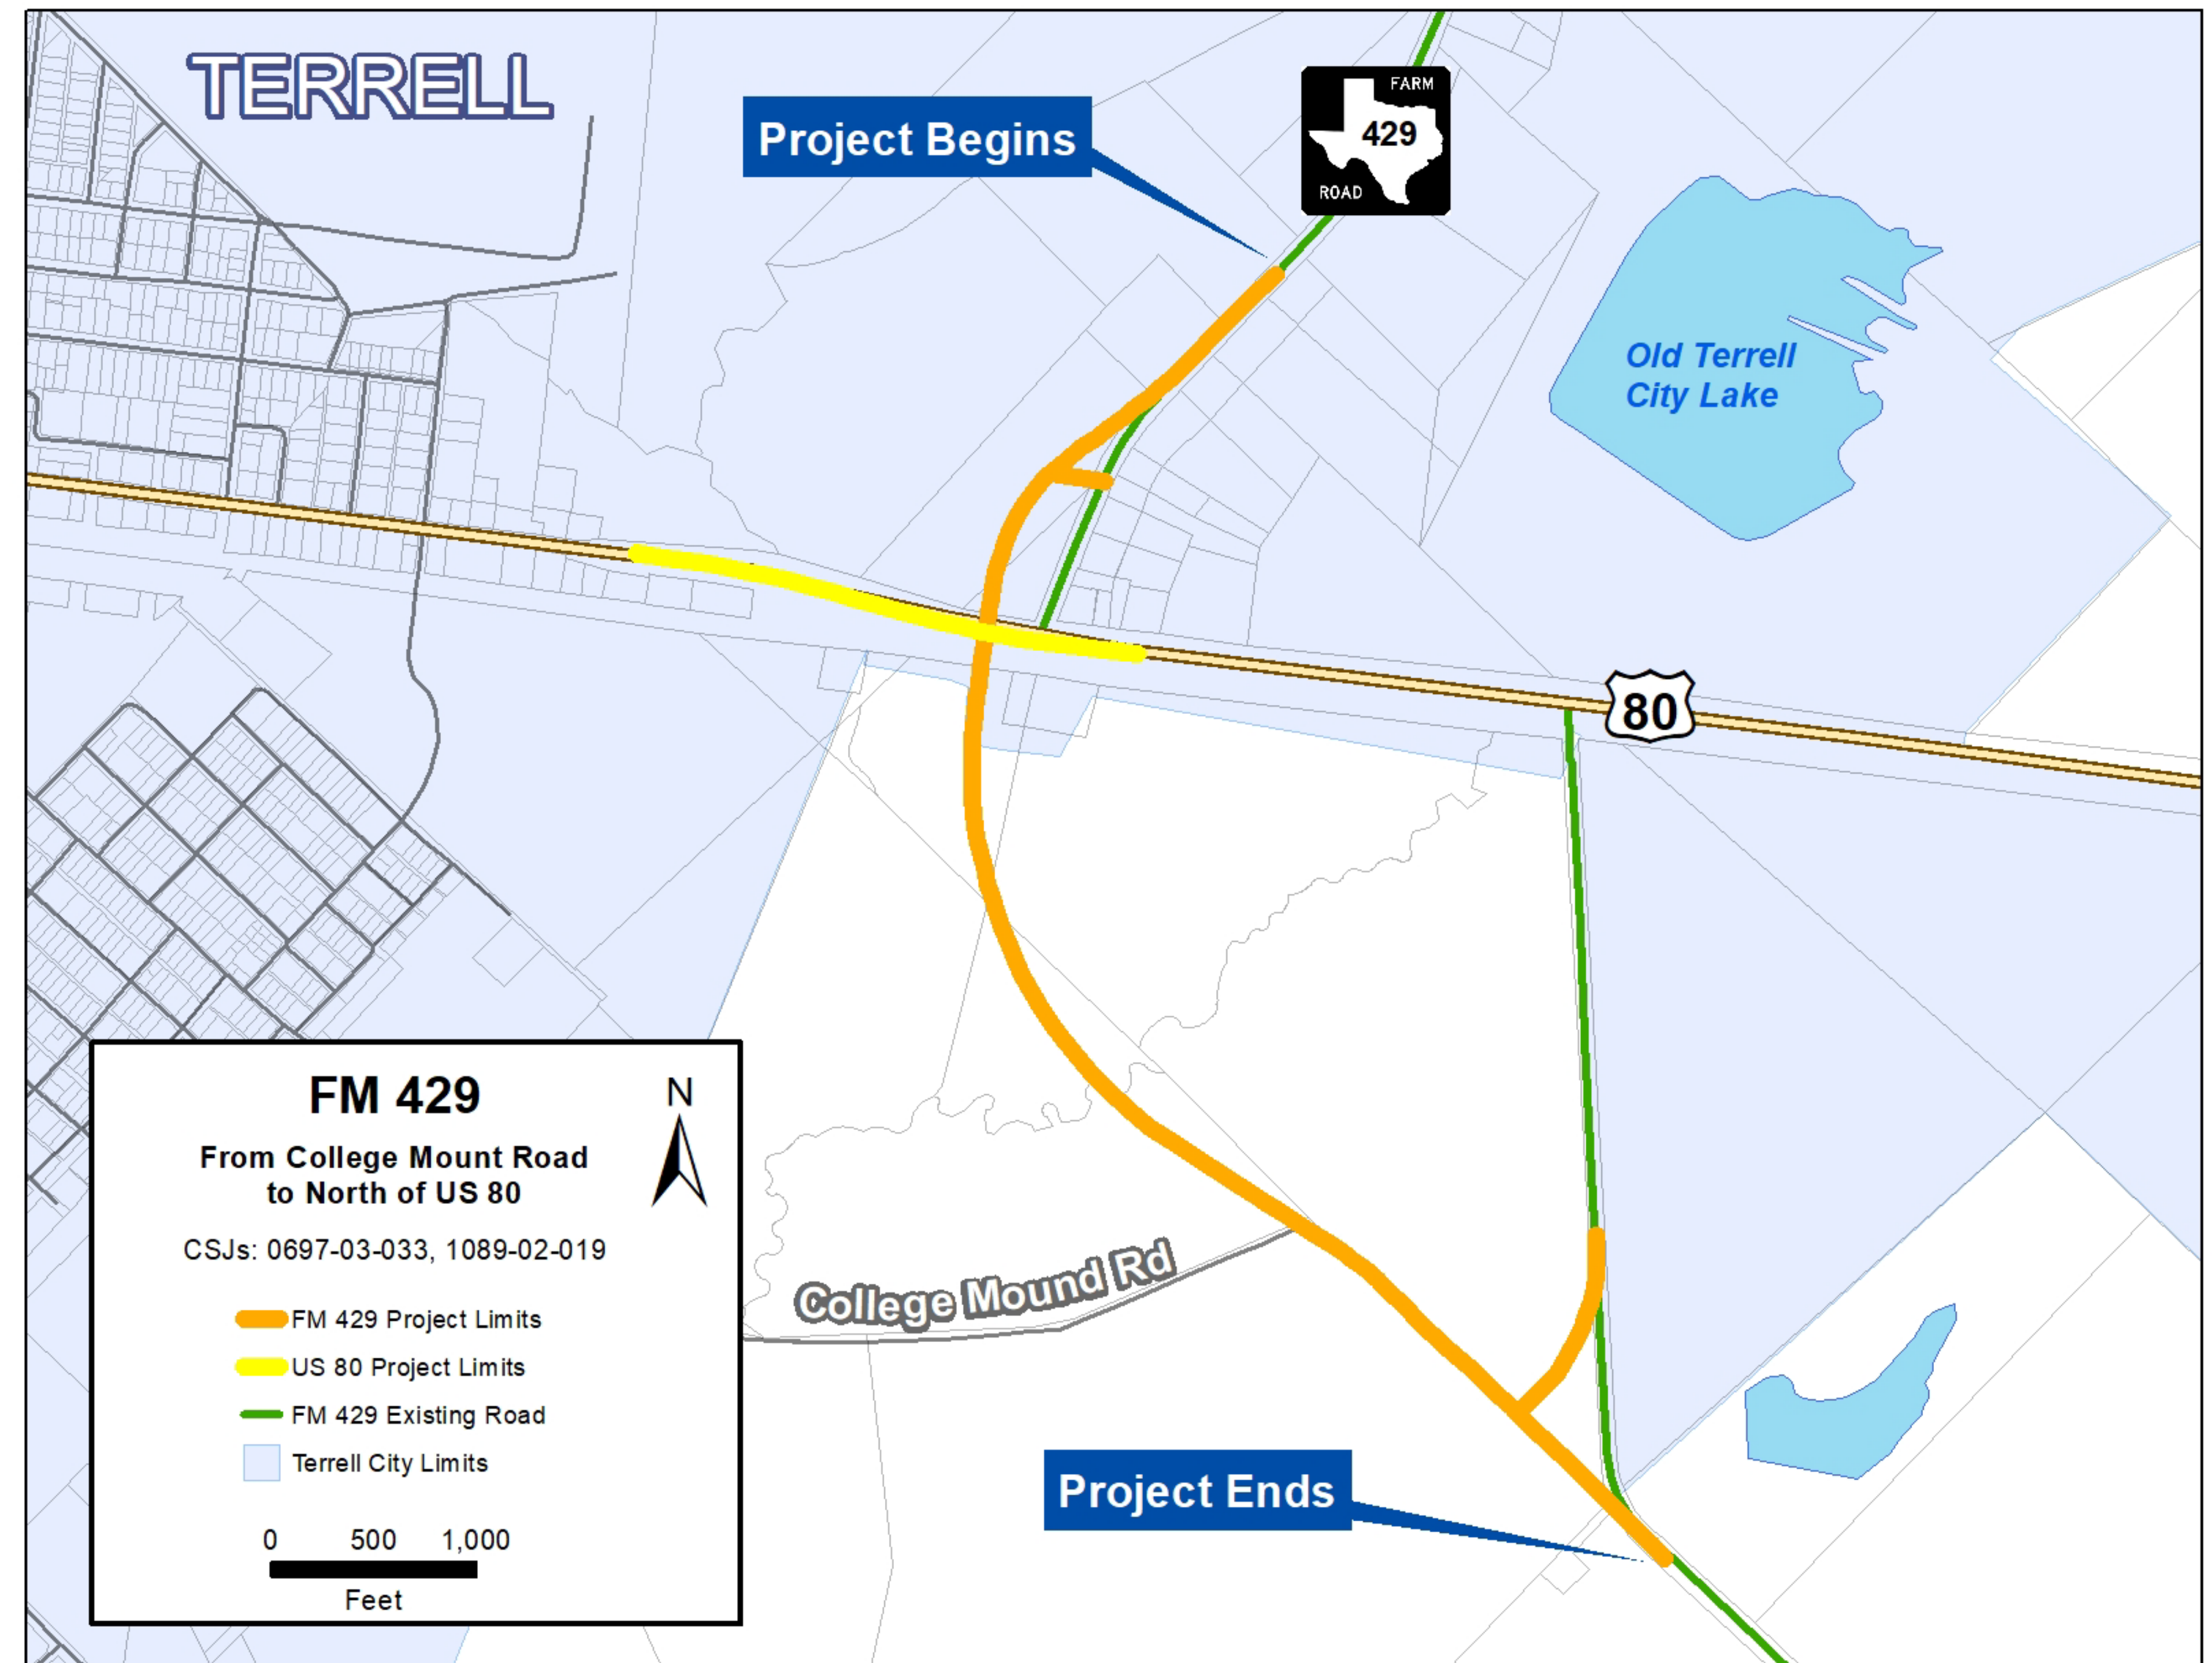 TERRELL
Project Begins
FARM
429
ROAD
Old Terrell
City Lake
80
FM 429
N
From College Mount Road
to North of US 80
CSJs: 0697-03-033, 1089-02-019
FM 429 Project Limits
US 80 Project Limits
FM 429 Existing Road
Terrell City Limits
0 500 1,000
Feet
College Mound Rd
Project Ends